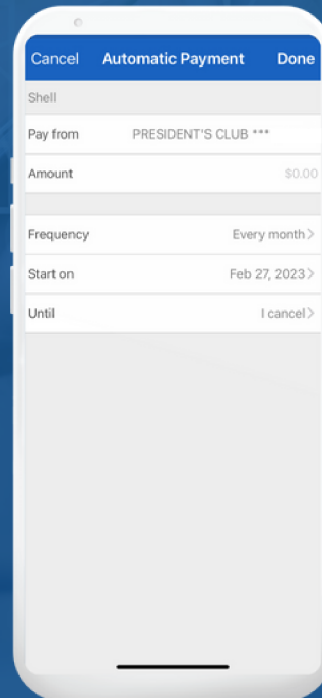 Cancel Automatic Payment Done
Shell
Pay from PRESIDENT'S CLUB ***
Amount $0.00
Frequency Every month >
Start on Feb 27, 2023 >
Until I cancel >